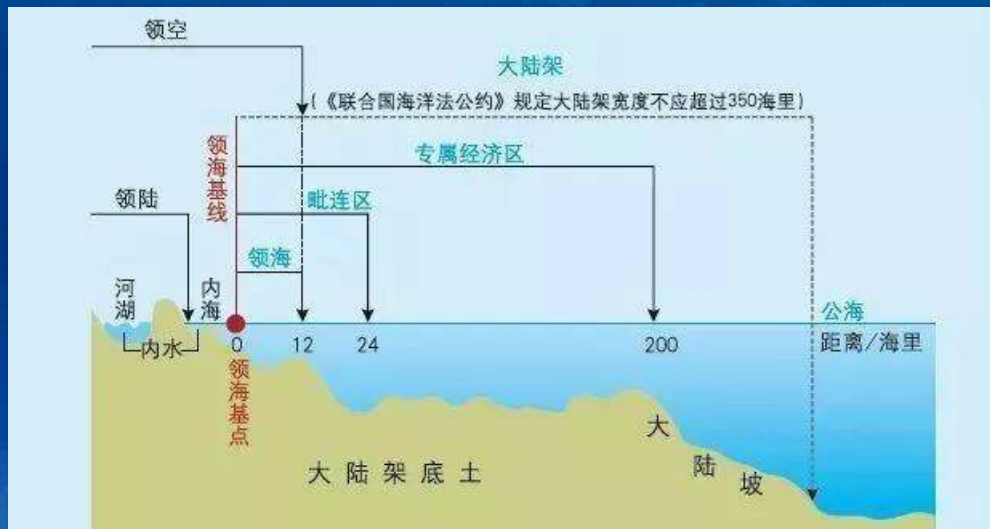 领空
大陆架
(《联合国海洋法公约》规定大陆架宽度不应超过350海里)
领海基线
专属经济区
领陆
毗连区
领海
河湖
内海
公海
内水
0
12
24
200
距离/海里
领海基点
大陆坡
大陆架底土